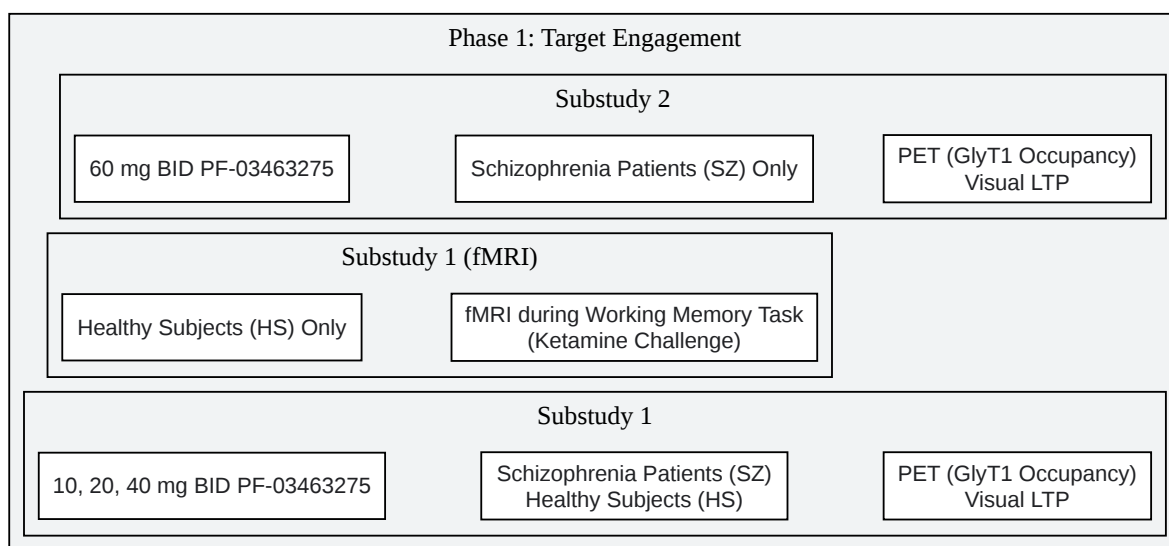 Phase 1: Target Engagement
Substudy 2
60 mg BID PF-03463275
Schizophrenia Patients (SZ) Only
PET (GlyT1 Occupancy)
Visual LTP
Substudy 1 (fMRI)
Healthy Subjects (HS) Only
fMRI during Working Memory Task
(Ketamine Challenge)
Substudy 1
10, 20, 40 mg BID PF-03463275
Schizophrenia Patients (SZ)
Healthy Subjects (HS)
PET (GlyT1 Occupancy)
Visual LTP